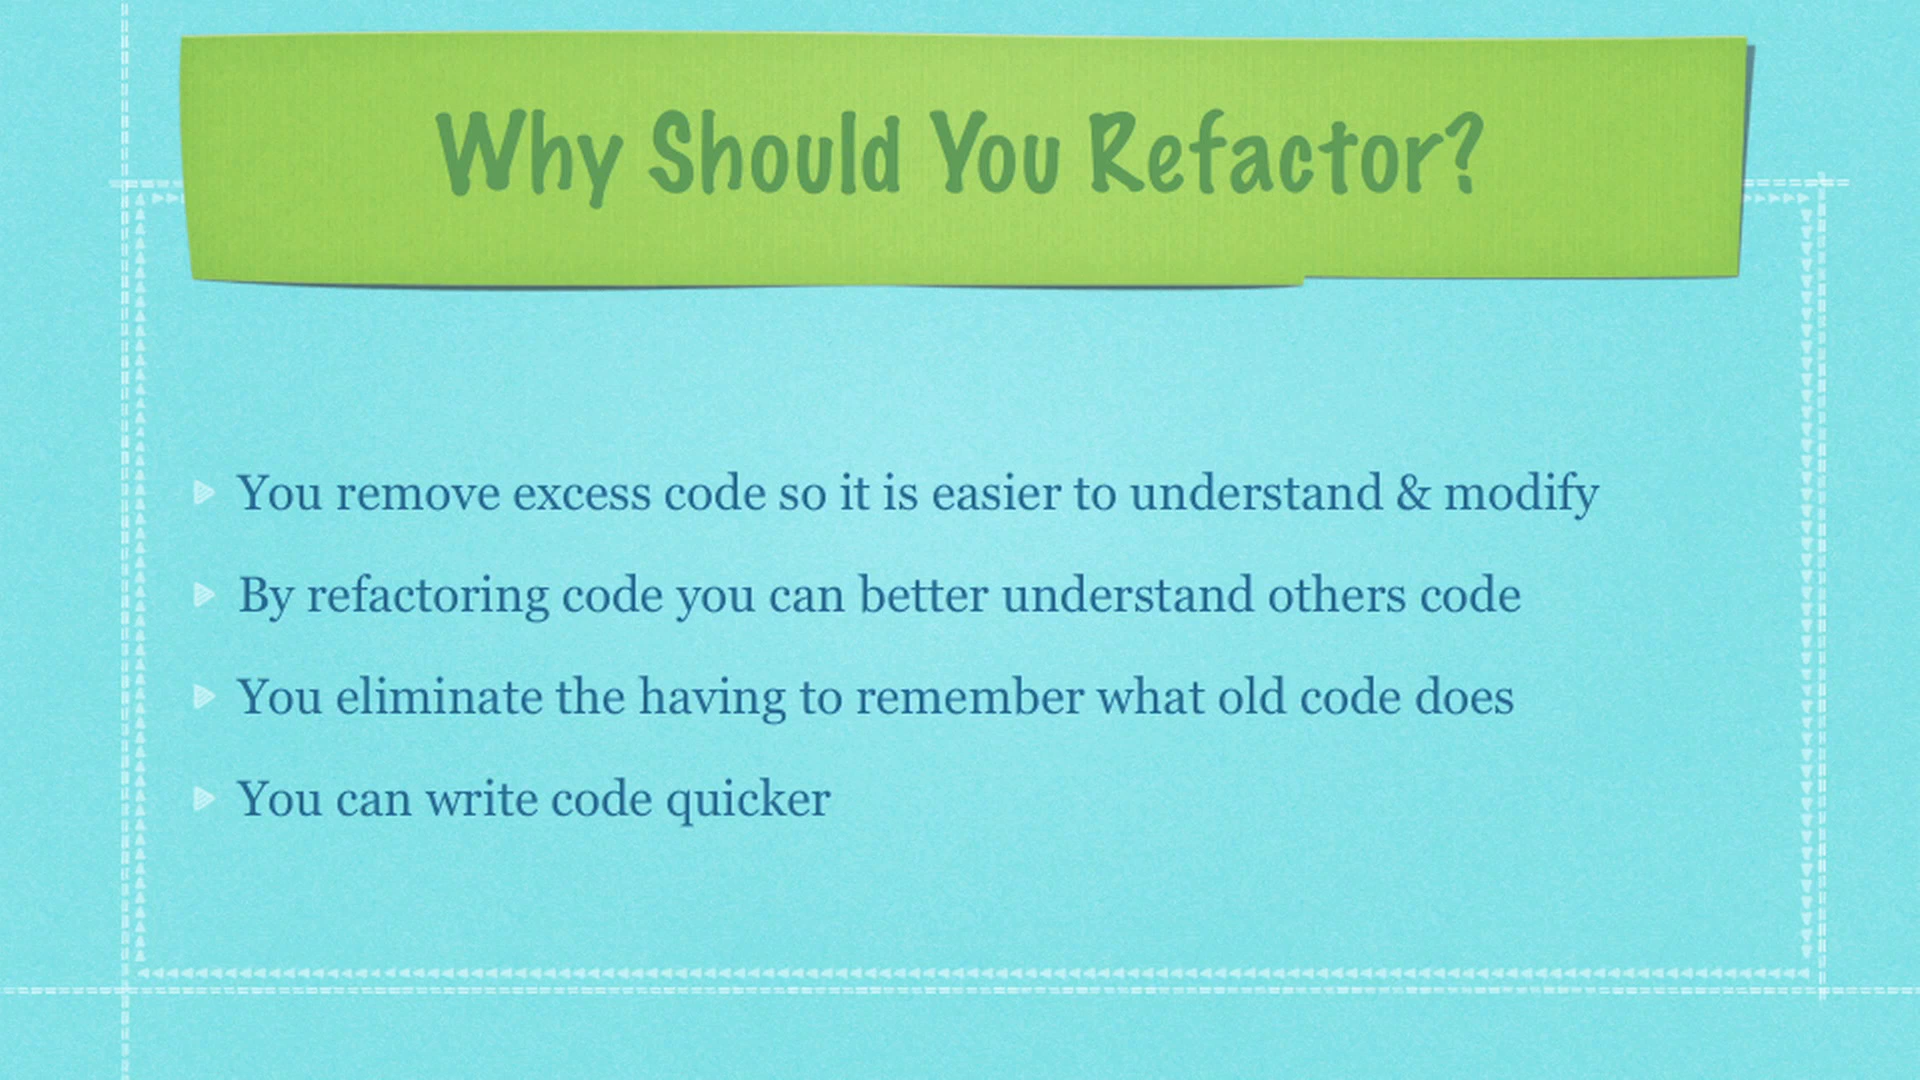 Why Should You Refactor?
You remove excess code so it is easier to understand & modify
By refactoring code you can better understand others code
You eliminate the having to remember what old code does
You can write code quicker